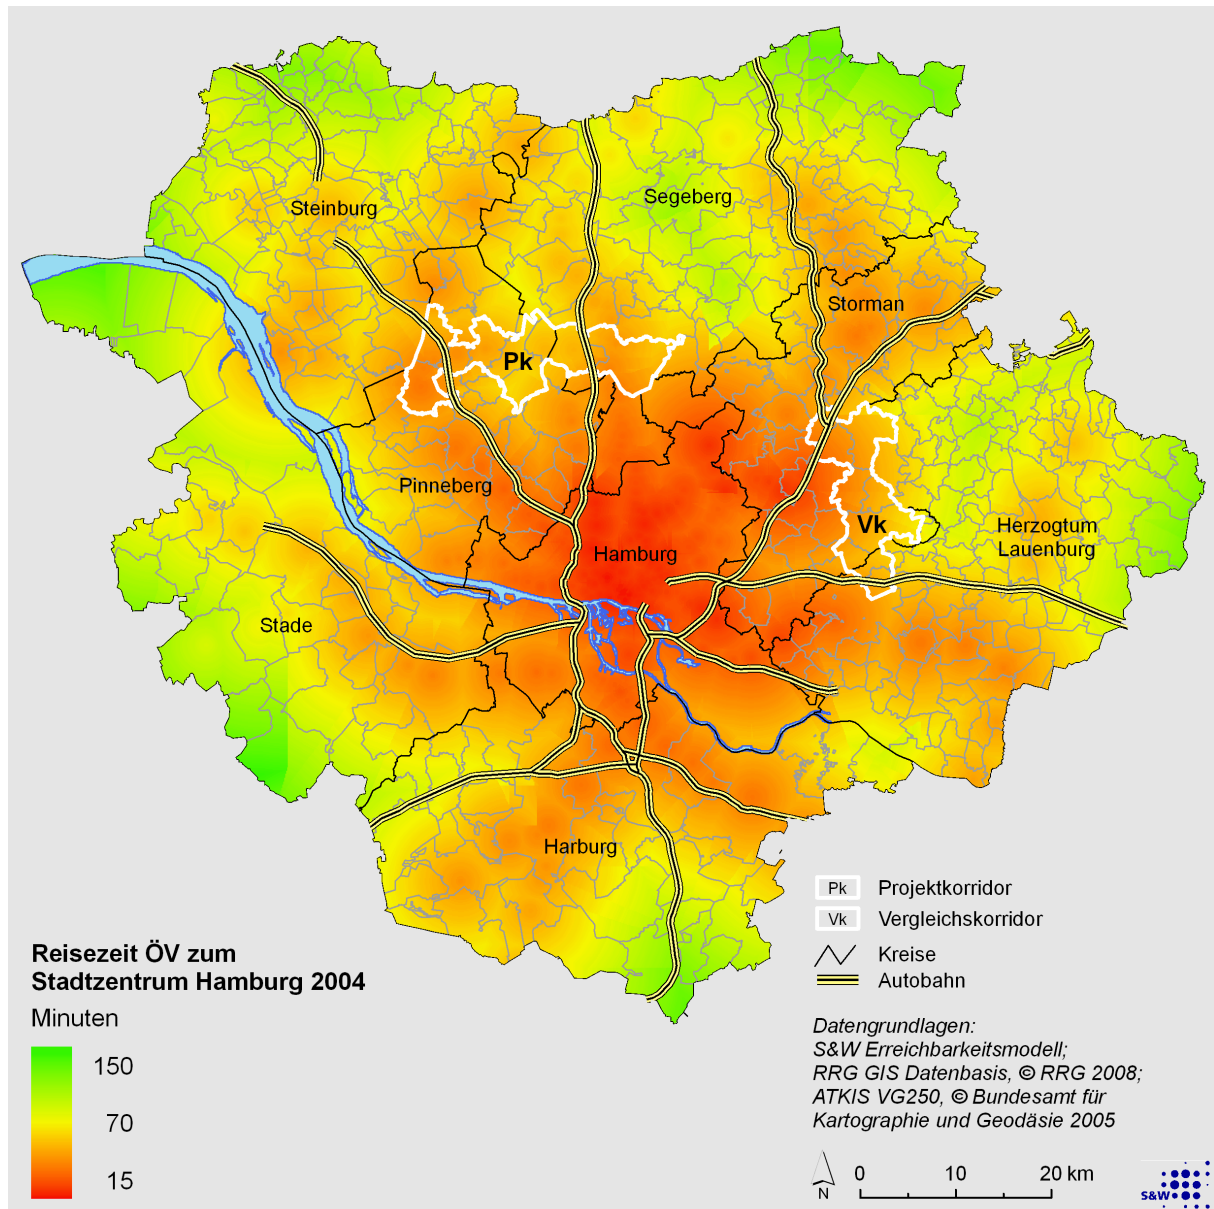 Segeberg
Steinburg
Storman
Pk
Pinneberg
Vk
Herzogtum
Lauenburg
Hamburg
Stade
Harburg
Reisezeit ÖV zum
Stadtzentrum Hamburg 2004
Minuten
150
70
15
Pk Projektkorridor
Vk Vergleichskorridor
Kreise
Autobahn
Datengrundlagen:
S&W Erreichbarkeitsmodell;
RRG GIS Datenbasis, © RRG 2008;
ATKIS VG250, © Bundesamt für
Kartographie und Geodäsie 2005
N
0 10 20 km
S&W